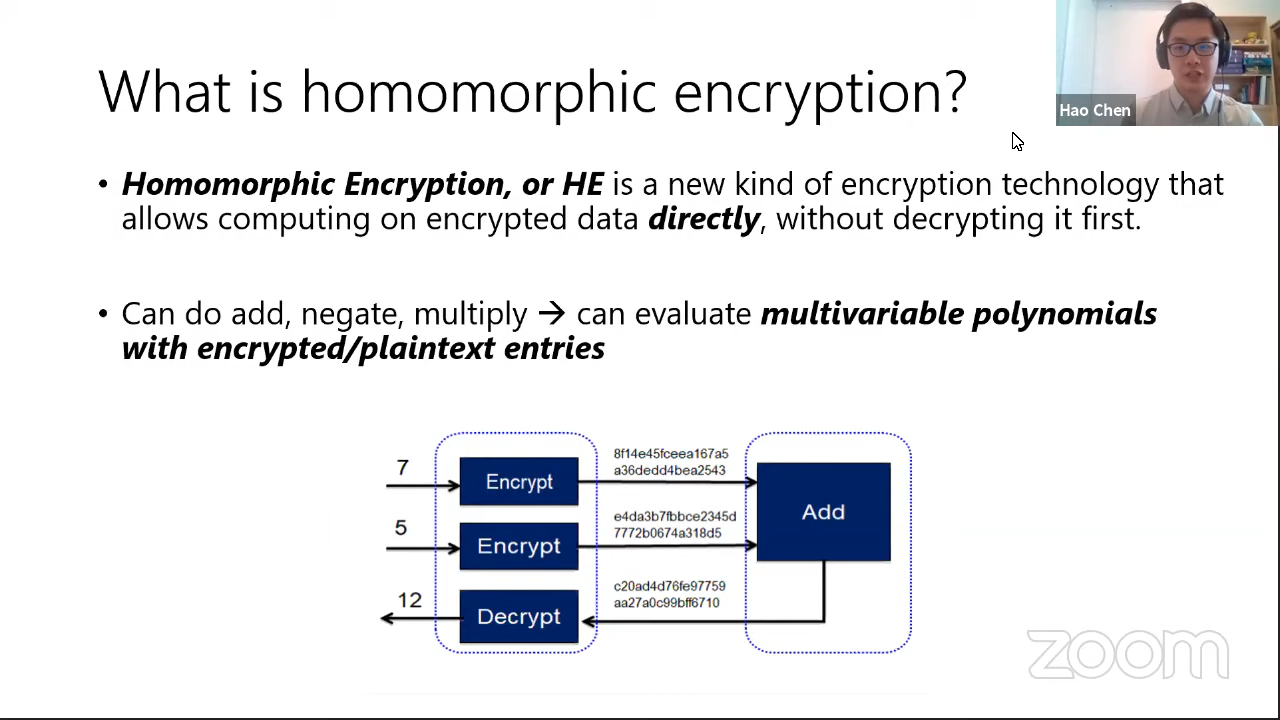 What is homomorphic encryption?
Hao Chen
• Homomorphic Encryption, or HE is a new kind of encryption technology that
allows computing on encrypted data directly, without decrypting it first.
• Can do add, negate, multiply → can evaluate multivariable polynomials
with encrypted/plaintext entries
7
Encrypt
8f14e45fceea167a5
a36dedd4bea2543
Add
5
Encrypt
e4da3b7fbbce2345d
7772b0674a318d5
12
Decrypt
c20ad4d76fe97759
aa27a0c99bff6710
zoom